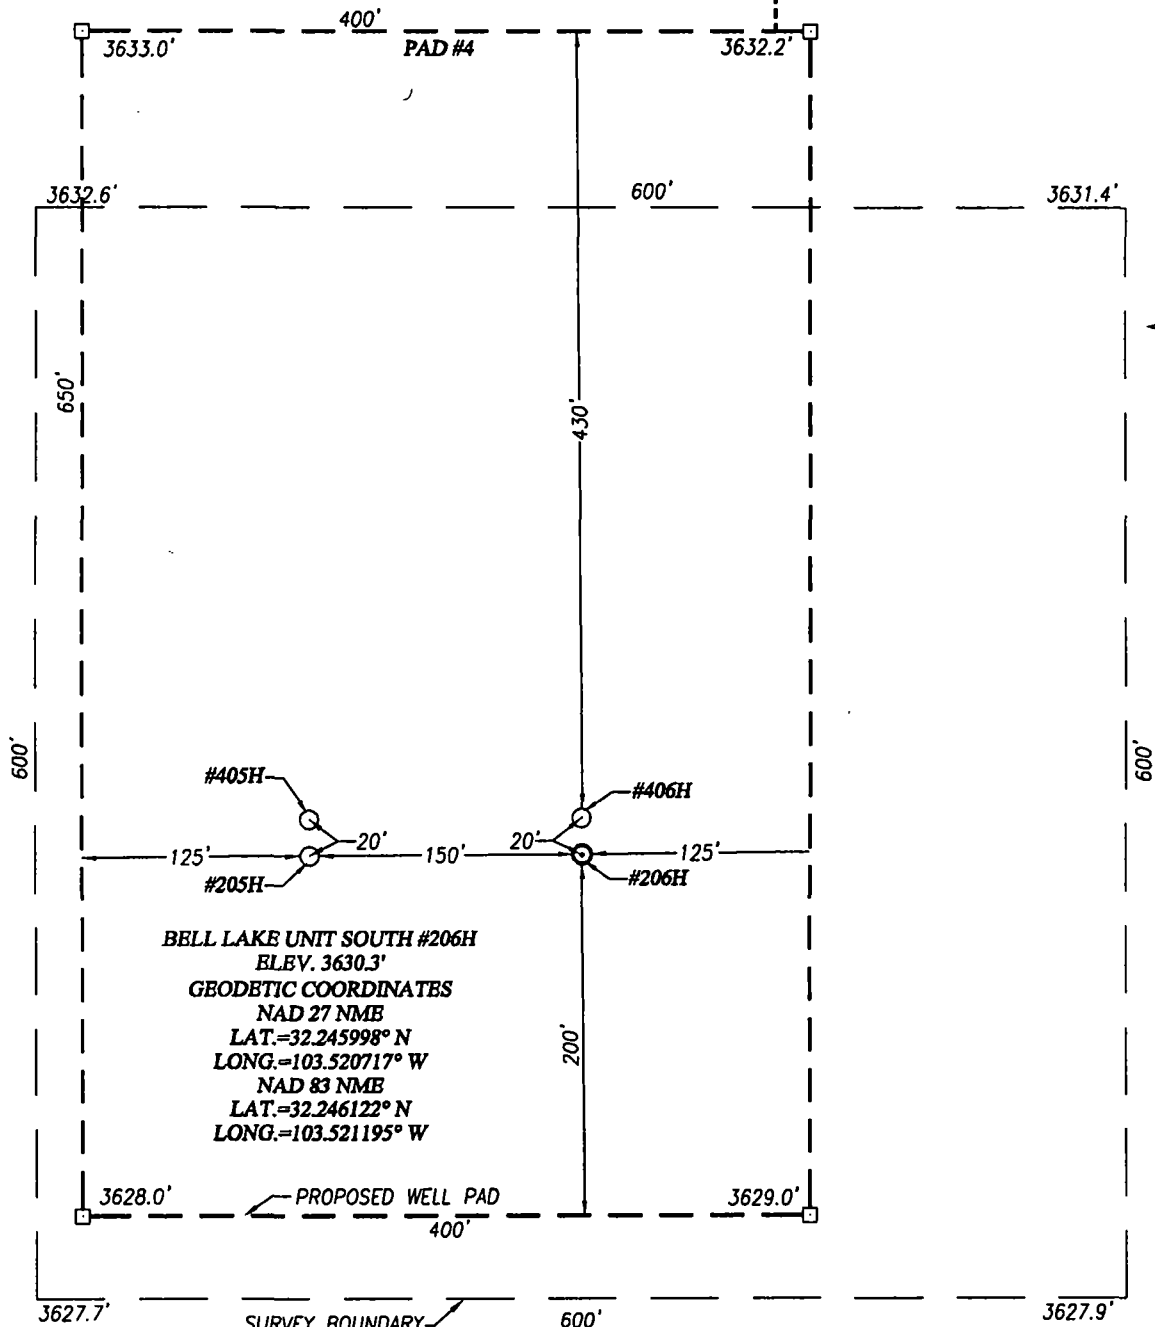 400'
3633.0'
PAD #4
3632.2'
3632.6'
600'
3631.4'
650'
430'
600'
600'
#405H
#406H
20'
20'
125'
150'
125'
#205H
#206H
BELL LAKE UNIT SOUTH #206H
ELEV. 3630.3'
GEODETIC COORDINATES
NAD 27 NME
LAT.=32.245998° N
LONG.=103.520717° W
NAD 83 NME
LAT.=32.246122° N
LONG.=103.521195° W
200'
3628.0'
PROPOSED WELL PAD
3629.0'
400'
3627.7'
SURVEY BOUNDARY
600'
3627.9'